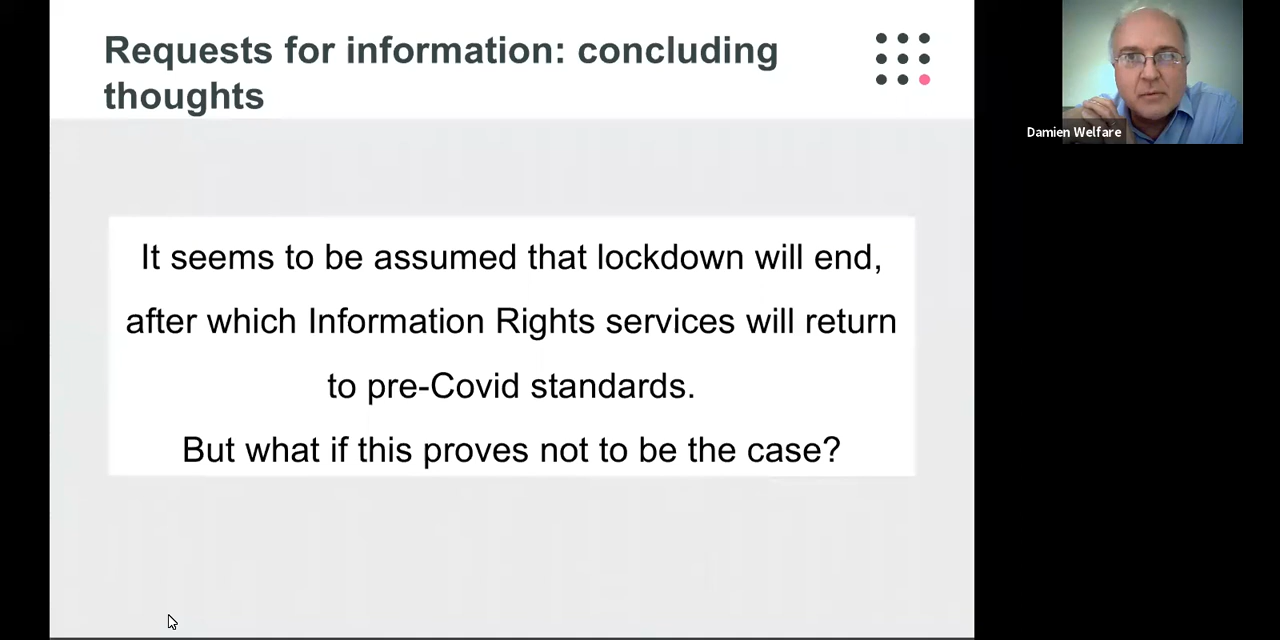 Requests for information: concluding
thoughts
It seems to be assumed that lockdown will end,
after which Information Rights services will return
to pre-Covid standards.
But what if this proves not to be the case?
Damien Welfare